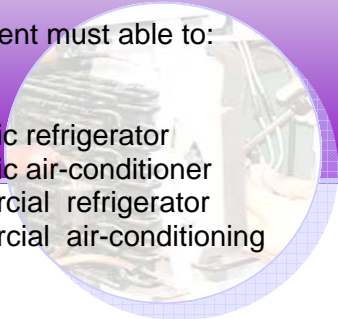 ent must able to:
ic refrigerator
ic air-conditioner
rcial refrigerator
rcial air-conditioning